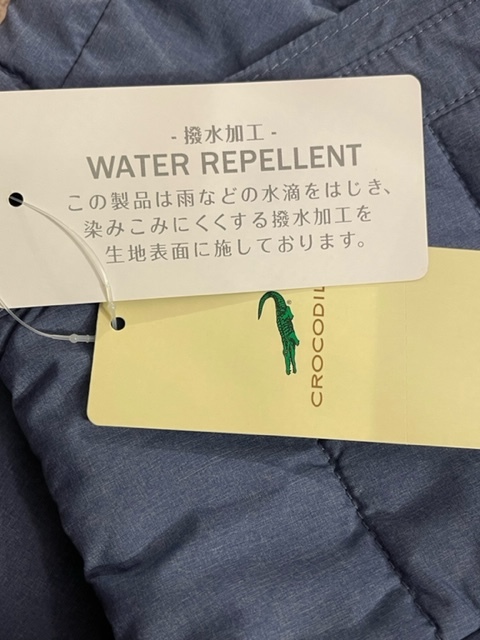 - 撥水加工 -
WATER REPELLENT
この製品は雨などの水滴をはじき、
染みこみにくくする撥水加工を
生地表面に施しております。
CROCODIL